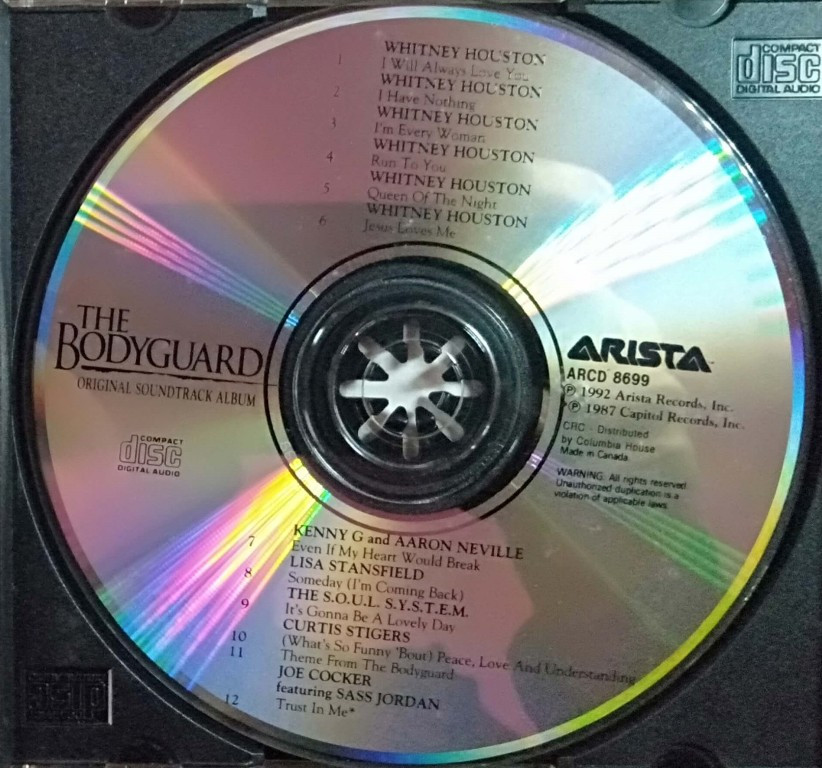 COMPACT
disc
DIGITAL AUDIO
1 WHITNEY HOUSTON
I Will Always Love You
2 WHITNEY HOUSTON
I Have Nothing
3 WHITNEY HOUSTON
I'm Every Woman
4 WHITNEY HOUSTON
Run To You
5 WHITNEY HOUSTON
Queen Of The Night
6 WHITNEY HOUSTON
Jesus Loves Me
THE
BODYGUARD
ORIGINAL SOUNDTRACK ALBUM
COMPACT
disc
DIGITAL AUDIO
ARISTA
ARCD 8699
℗ 1992 Arista Records, Inc.
*℗ 1987 Capitol Records, Inc.
CRC - Distributed
by Columbia House
Made in Canada
WARNING: All rights reserved.
Unauthorized duplication is a
violation of applicable laws.
7 KENNY G and AARON NEVILLE
Even If My Heart Would Break
8 LISA STANSFIELD
Someday (I'm Coming Back)
9 THE S.O.U.L. S.Y.S.T.E.M.
It's Gonna Be A Lovely Day
10 CURTIS STIGERS
(What's So Funny 'Bout) Peace, Love And Understanding
11 Theme From The Bodyguard
JOE COCKER
featuring SASS JORDAN
12 Trust In Me*